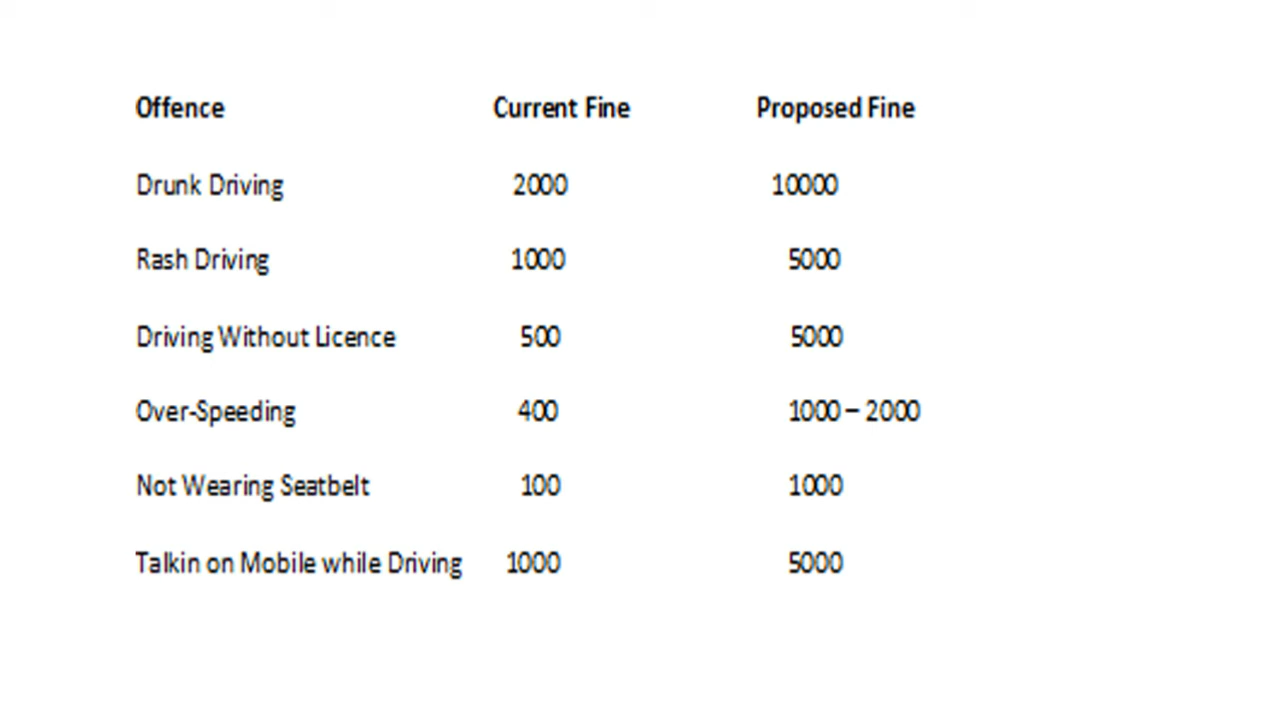 Offence Current Fine Proposed Fine
Drunk Driving 2000 10000
Rash Driving 1000 5000
Driving Without Licence 500 5000
Over-Speeding 400 1000 – 2000
Not Wearing Seatbelt 100 1000
Talkin on Mobile while Driving 1000 5000